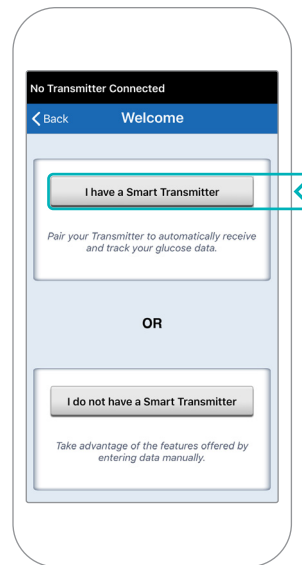 No Transmitter Connected
Back Welcome
I have a Smart Transmitter
Pair your Transmitter to automatically receive
and track your glucose data.
OR
I do not have a Smart Transmitter
Take advantage of the features offered by
entering data manually.